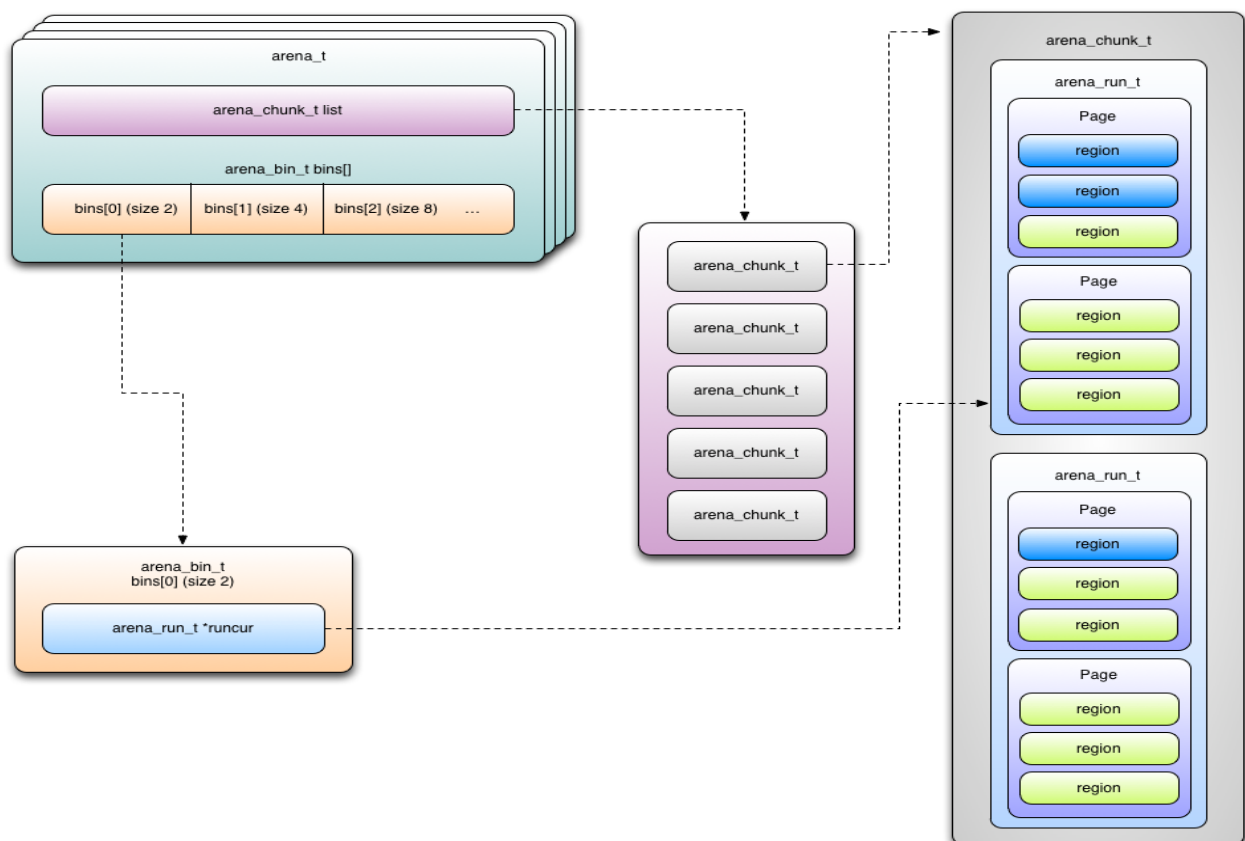 arena_t
arena_chunk_t list
arena_bin_t bins[]
bins[0] (size 2) bins[1] (size 4) bins[2] (size 8) ...
arena_chunk_t
arena_chunk_t
arena_chunk_t
arena_chunk_t
arena_chunk_t
arena_bin_t
bins[0] (size 2)
arena_run_t *runcur
arena_chunk_t
arena_run_t
Page
region
region
region
Page
region
region
region
arena_run_t
Page
region
region
region
Page
region
region
region